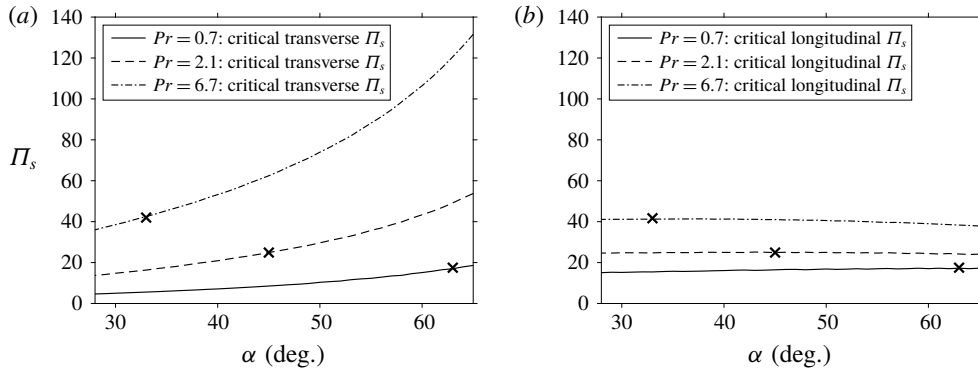 (a)
140
120
100
80
60
40
20
0
Π_s
Pr = 0.7: critical transverse Π_s
Pr = 2.1: critical transverse Π_s
Pr = 6.7: critical transverse Π_s
30 40 50 60
α (deg.)
(b)
140
120
100
80
60
40
20
0
Pr = 0.7: critical longitudinal Π_s
Pr = 2.1: critical longitudinal Π_s
Pr = 6.7: critical longitudinal Π_s
30 40 50 60
α (deg.)